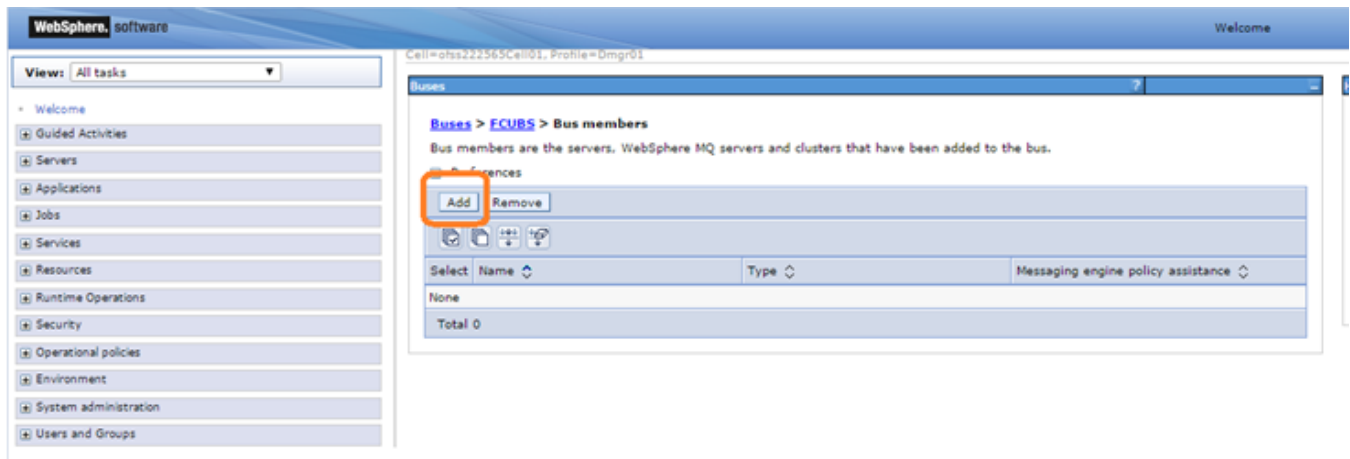 WebSphere. software
Welcome
View: All tasks
Cell=ofss222565Cell01, Profile=Dmgr01
Buses ?
Welcome
Guided Activities
Servers
Applications
Jobs
Services
Resources
Runtime Operations
Security
Operational policies
Environment
System administration
Users and Groups
Buses > FCUBS > Bus members
Bus members are the servers, WebSphere MQ servers and clusters that have been added to the bus.
Preferences
Add Remove
Select Name Type Messaging engine policy assistance
None
Total 0